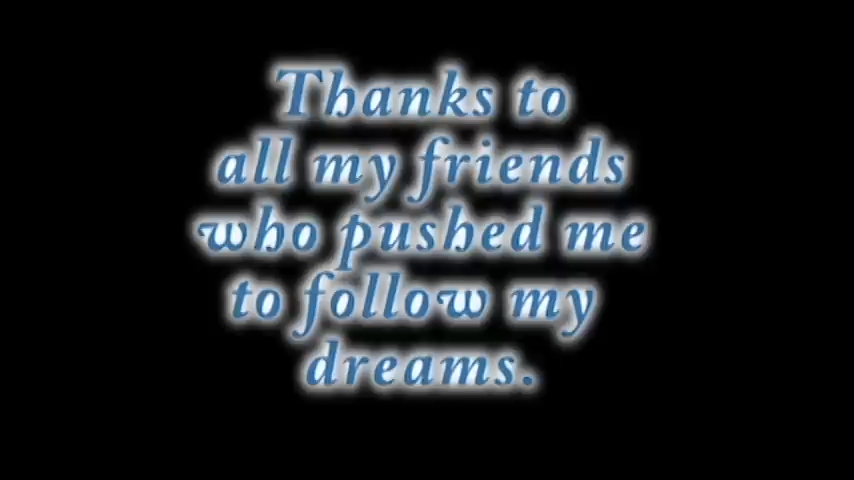 Thanks to
all my friends
who pushed me
to follow my
dreams.